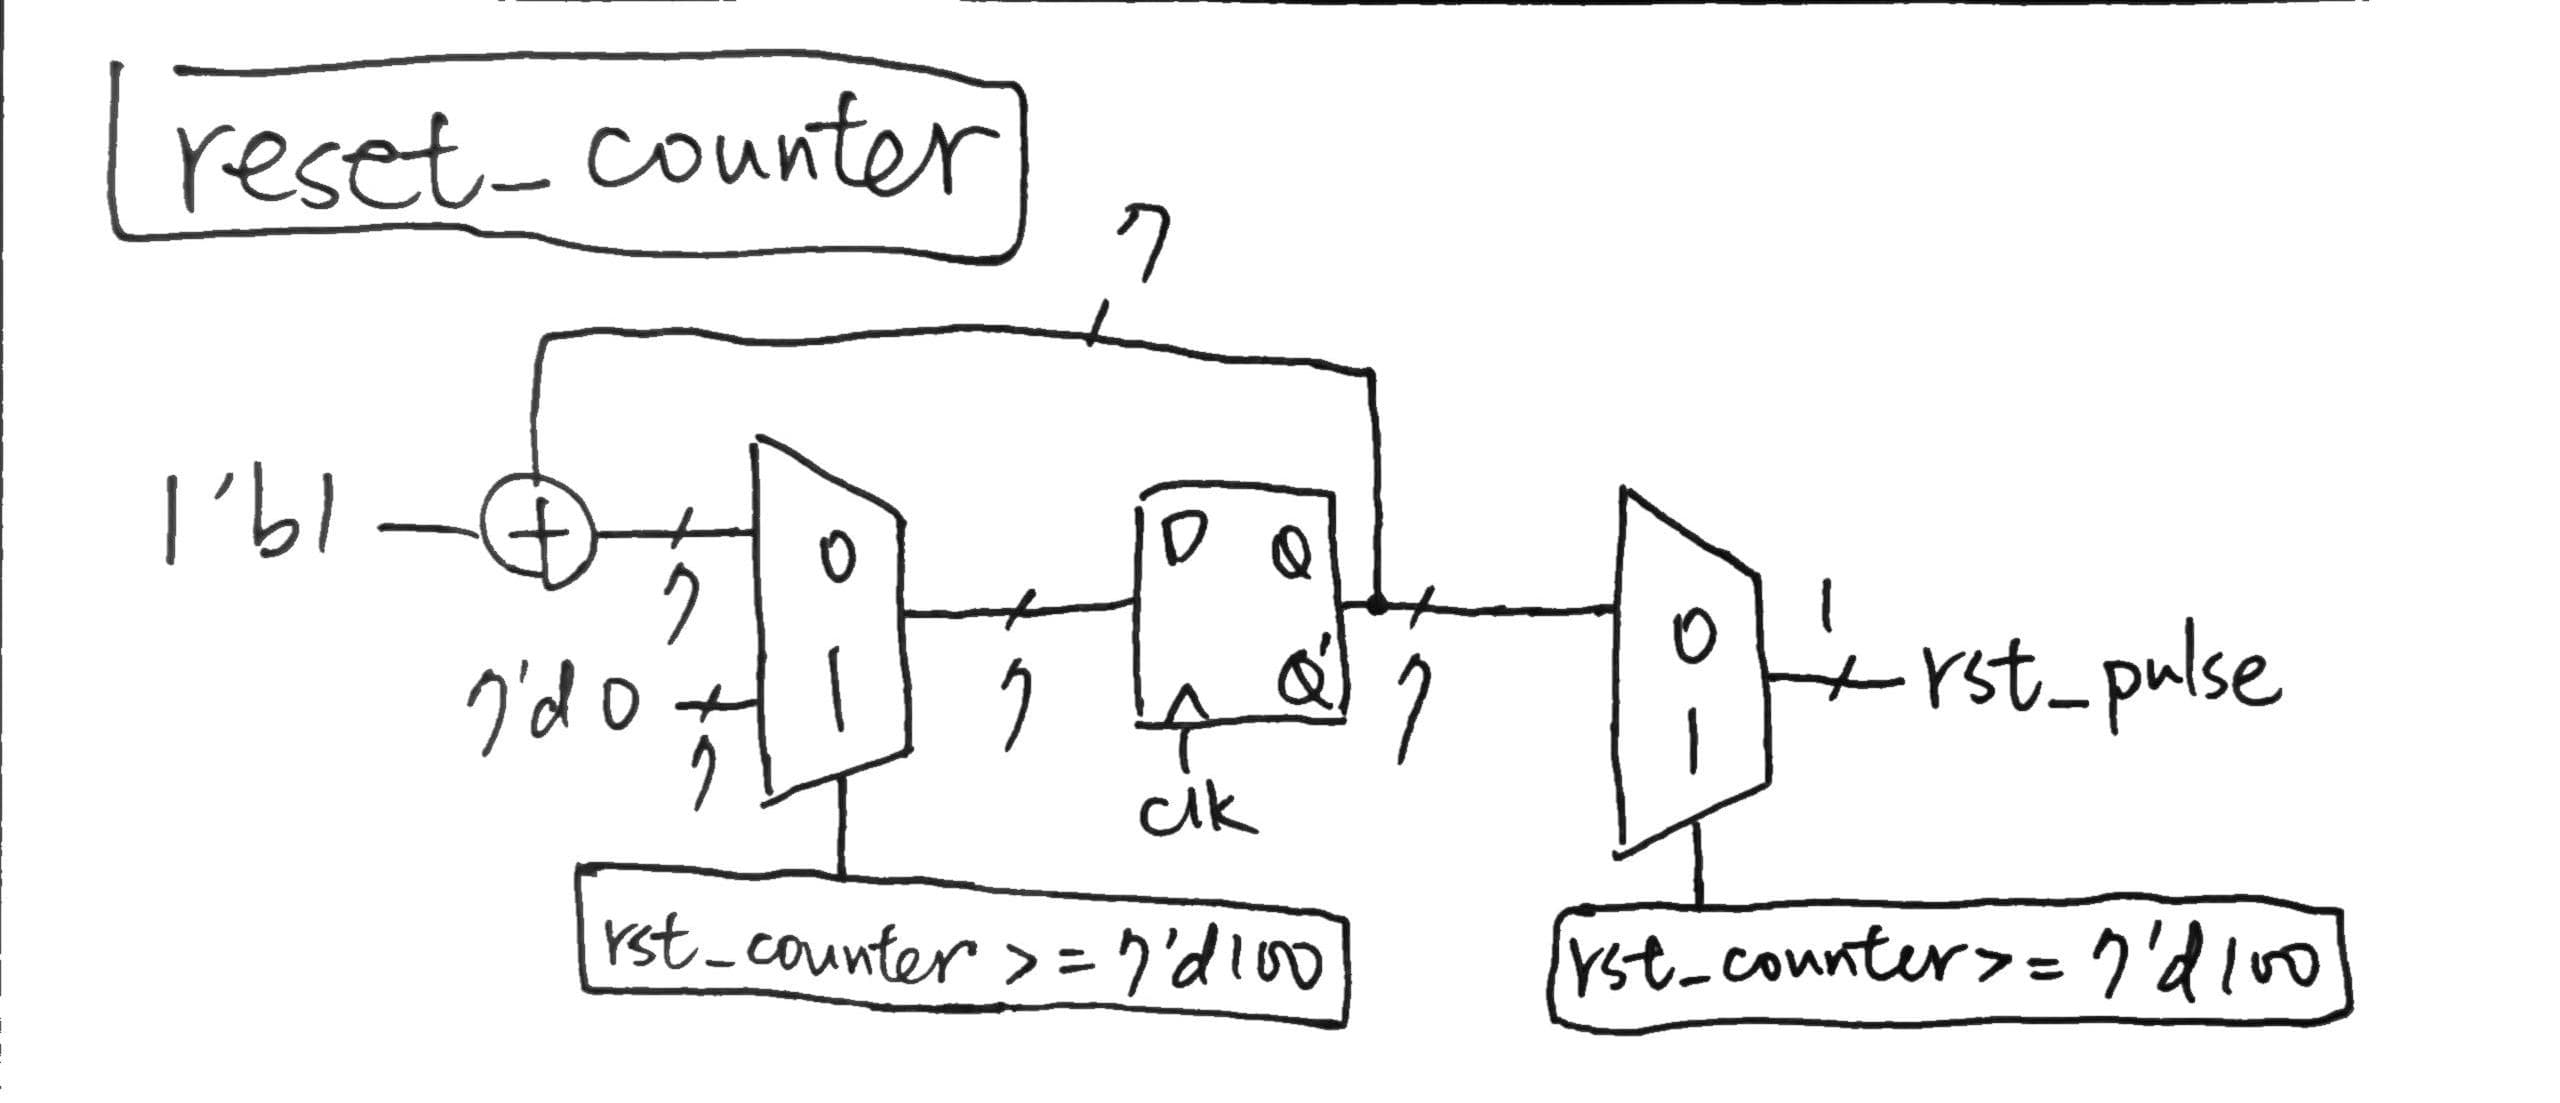 reset_counter
7
1'b1
7
7'd0
7
0
1
7
D Q
Q'
clk
7
0
1
1
rst_pulse
rst_counter >= 7'd100
rst_counter >= 7'd100